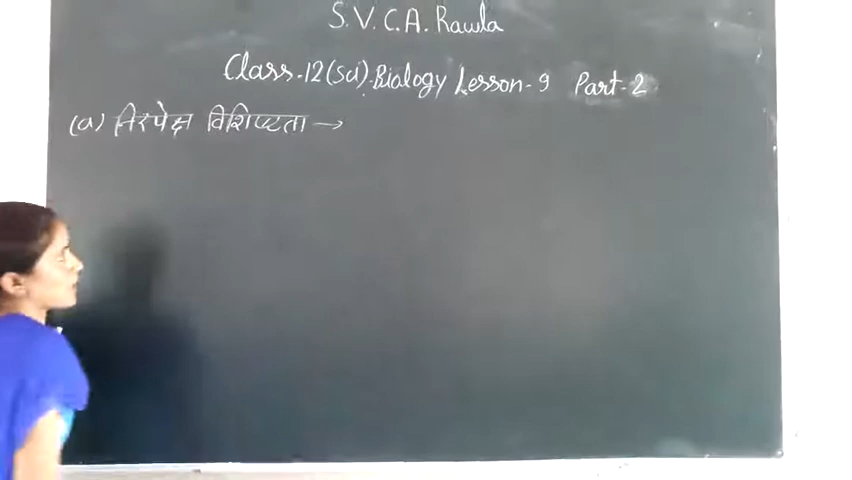 S.V.C.A. Rawla
Class-12(Sci).Biology Lesson-9 Part-2
(a) निरपेक्ष विशिष्टता →